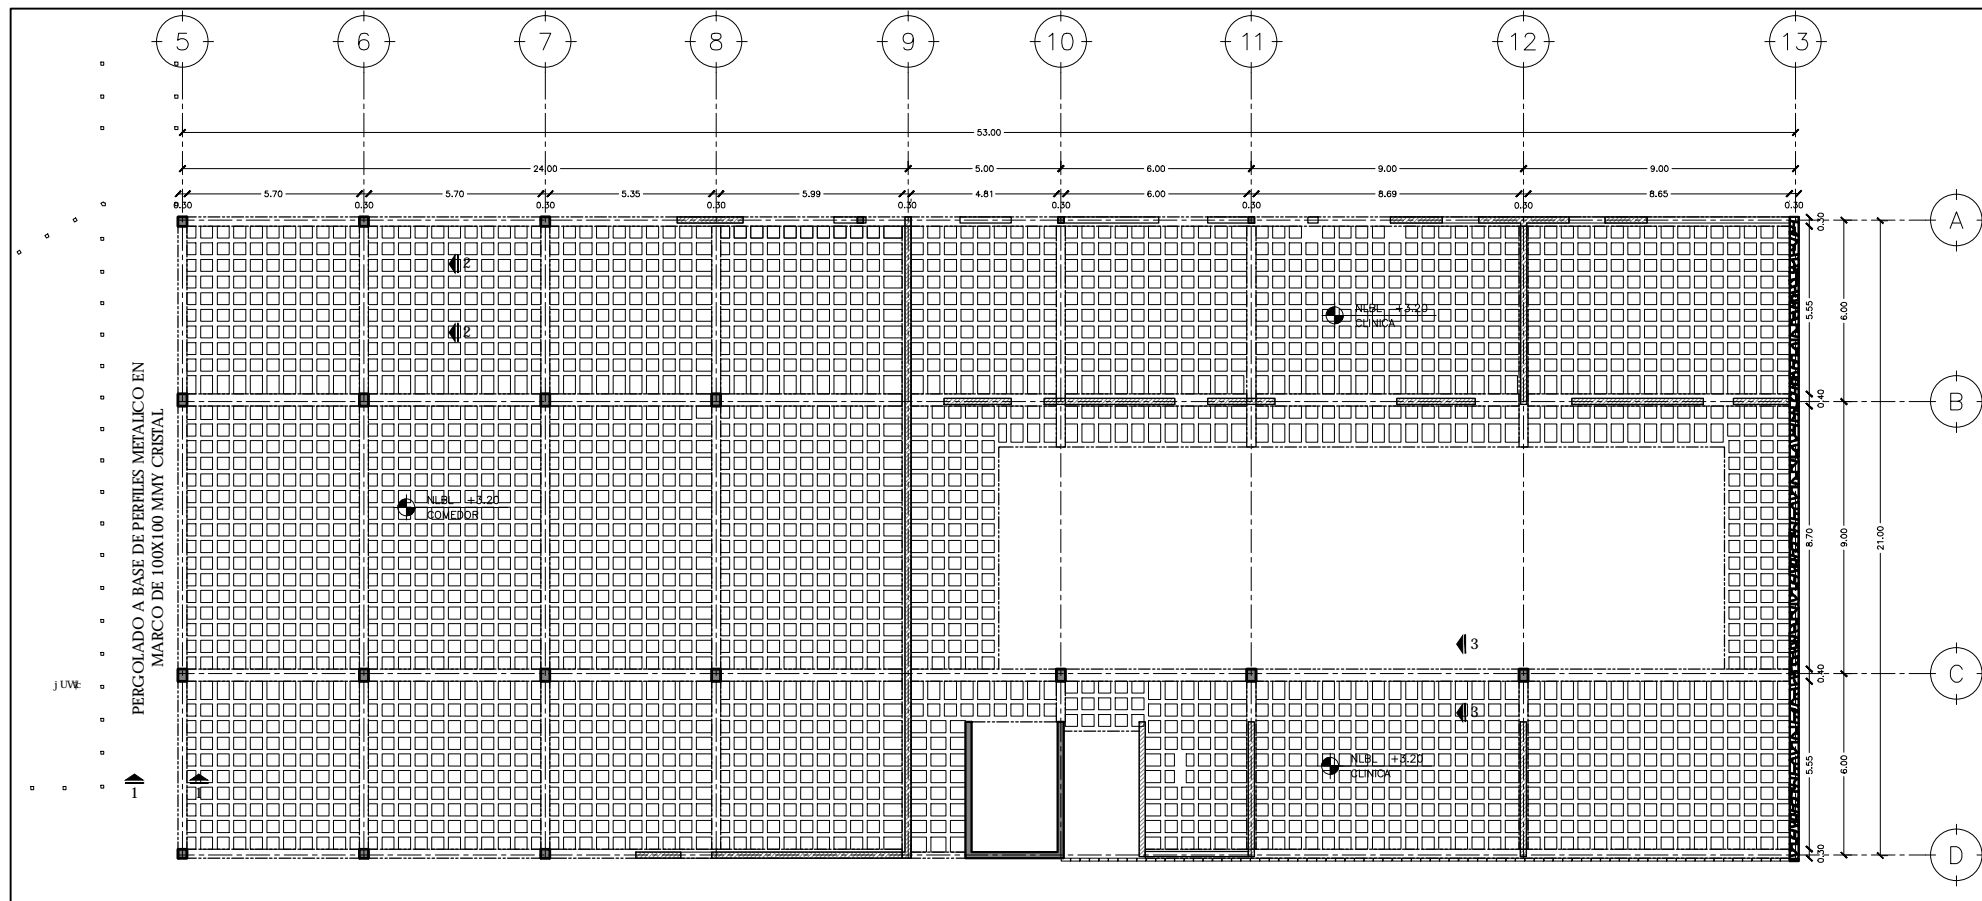 5 6 7 8 9 10 11 12 13
53.00
24.00 5.00 6.00 9.00 9.00
5.70 5.70 5.35 5.99 4.81 6.00 8.69 8.65
0.30 0.30 0.30 0.30 0.30 0.30 0.30 0.30 0.30
A
0.30
2
NLBL +3.20
CLINICA
5.55 6.00
2
PERGOLADO A BASE DE PERFILES METALICO EN
MARCO DE 100X100 MMY CRISTAL
0.40
B
NLBL +3.20
COMEDOR
8.70 9.00 21.00
3
0.40
C
3
NLBL +3.20
CLINICA
5.55 6.00
1 1
0.30
D